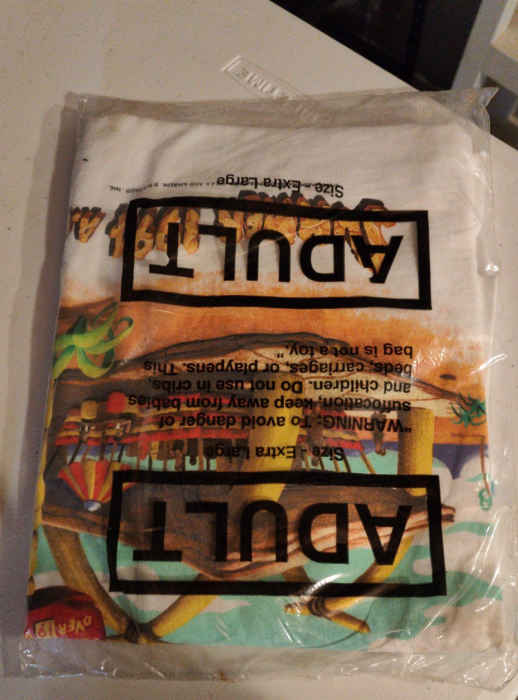 ADULT
Size - Extra Large
"WARNING: To avoid danger of
suffocation, keep away from babies
and children. Do not use in cribs,
beds, carriages, or playpens. This
bag is not a toy.".
ADULT
Size - Extra Large